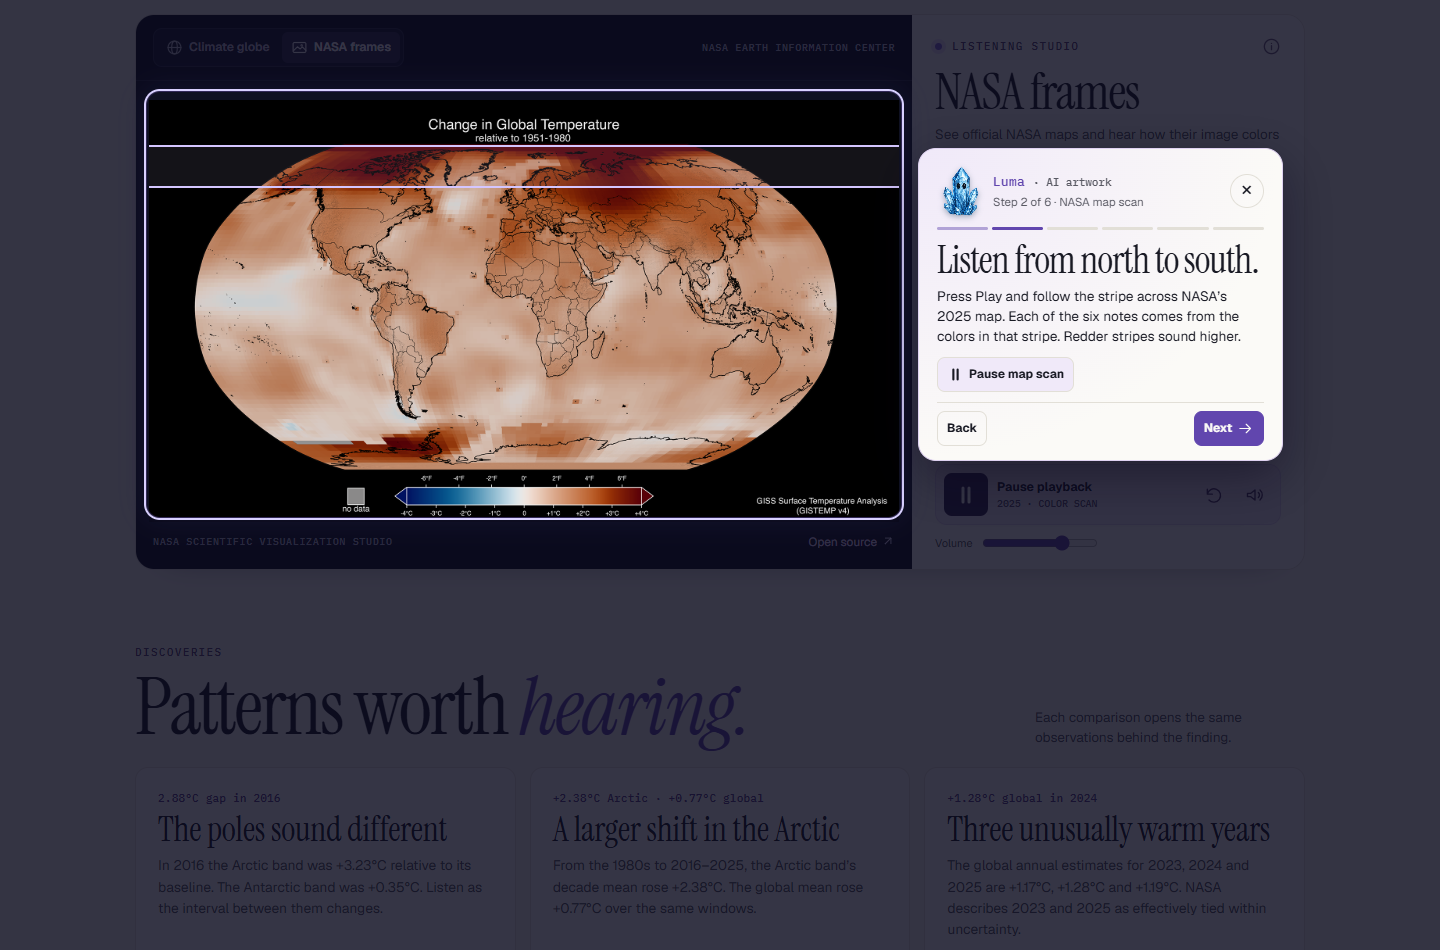 Climate globe
NASA frames
NASA EARTH INFORMATION CENTER
Change in Global Temperature
relative to 1951-1980
-6°F -4°F -2°F 0° 2°F 4°F 6°F
no data
-4°C -3°C -2°C -1°C 0 +1°C +2°C +3°C +4°C
GISS Surface Temperature Analysis
(GISTEMP v4)
NASA SCIENTIFIC VISUALIZATION STUDIO
Open source
LISTENING STUDIO
NASA frames
See official NASA maps and hear how their image colors
Luma · AI artwork
Step 2 of 6 · NASA map scan
Listen from north to south.
Press Play and follow the stripe across NASA's
2025 map. Each of the six notes comes from the
colors in that stripe. Redder stripes sound higher.
Pause map scan
Back
Next
Pause playback
2025 · COLOR SCAN
Volume
DISCOVERIES
Patterns worth hearing.
Each comparison opens the same
observations behind the finding.
2.88°C gap in 2016
The poles sound different
In 2016 the Arctic band was +3.23°C relative to its
baseline. The Antarctic band was +0.35°C. Listen as
the interval between them changes.
+2.38°C Arctic · +0.77°C global
A larger shift in the Arctic
From the 1980s to 2016–2025, the Arctic band's
decade mean rose +2.38°C. The global mean rose
+0.77°C over the same windows.
+1.28°C global in 2024
Three unusually warm years
The global annual estimates for 2023, 2024 and
2025 are +1.17°C, +1.28°C and +1.19°C. NASA
describes 2023 and 2025 as effectively tied within
uncertainty.